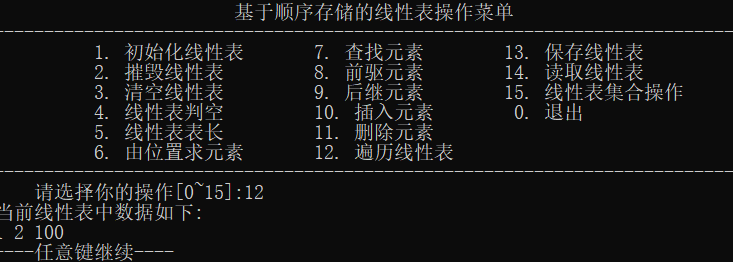 基于顺序存储的线性表操作菜单
1. 初始化线性表 7. 查找元素 13. 保存线性表
2. 摧毁线性表 8. 前驱元素 14. 读取线性表
3. 清空线性表 9. 后继元素 15. 线性表集合操作
4. 线性表判空 10. 插入元素 0. 退出
5. 线性表表长 11. 删除元素
6. 由位置求元素 12. 遍历线性表
请选择你的操作[0~15]:12
当前线性表中数据如下:
1 2 100
----任意键继续----